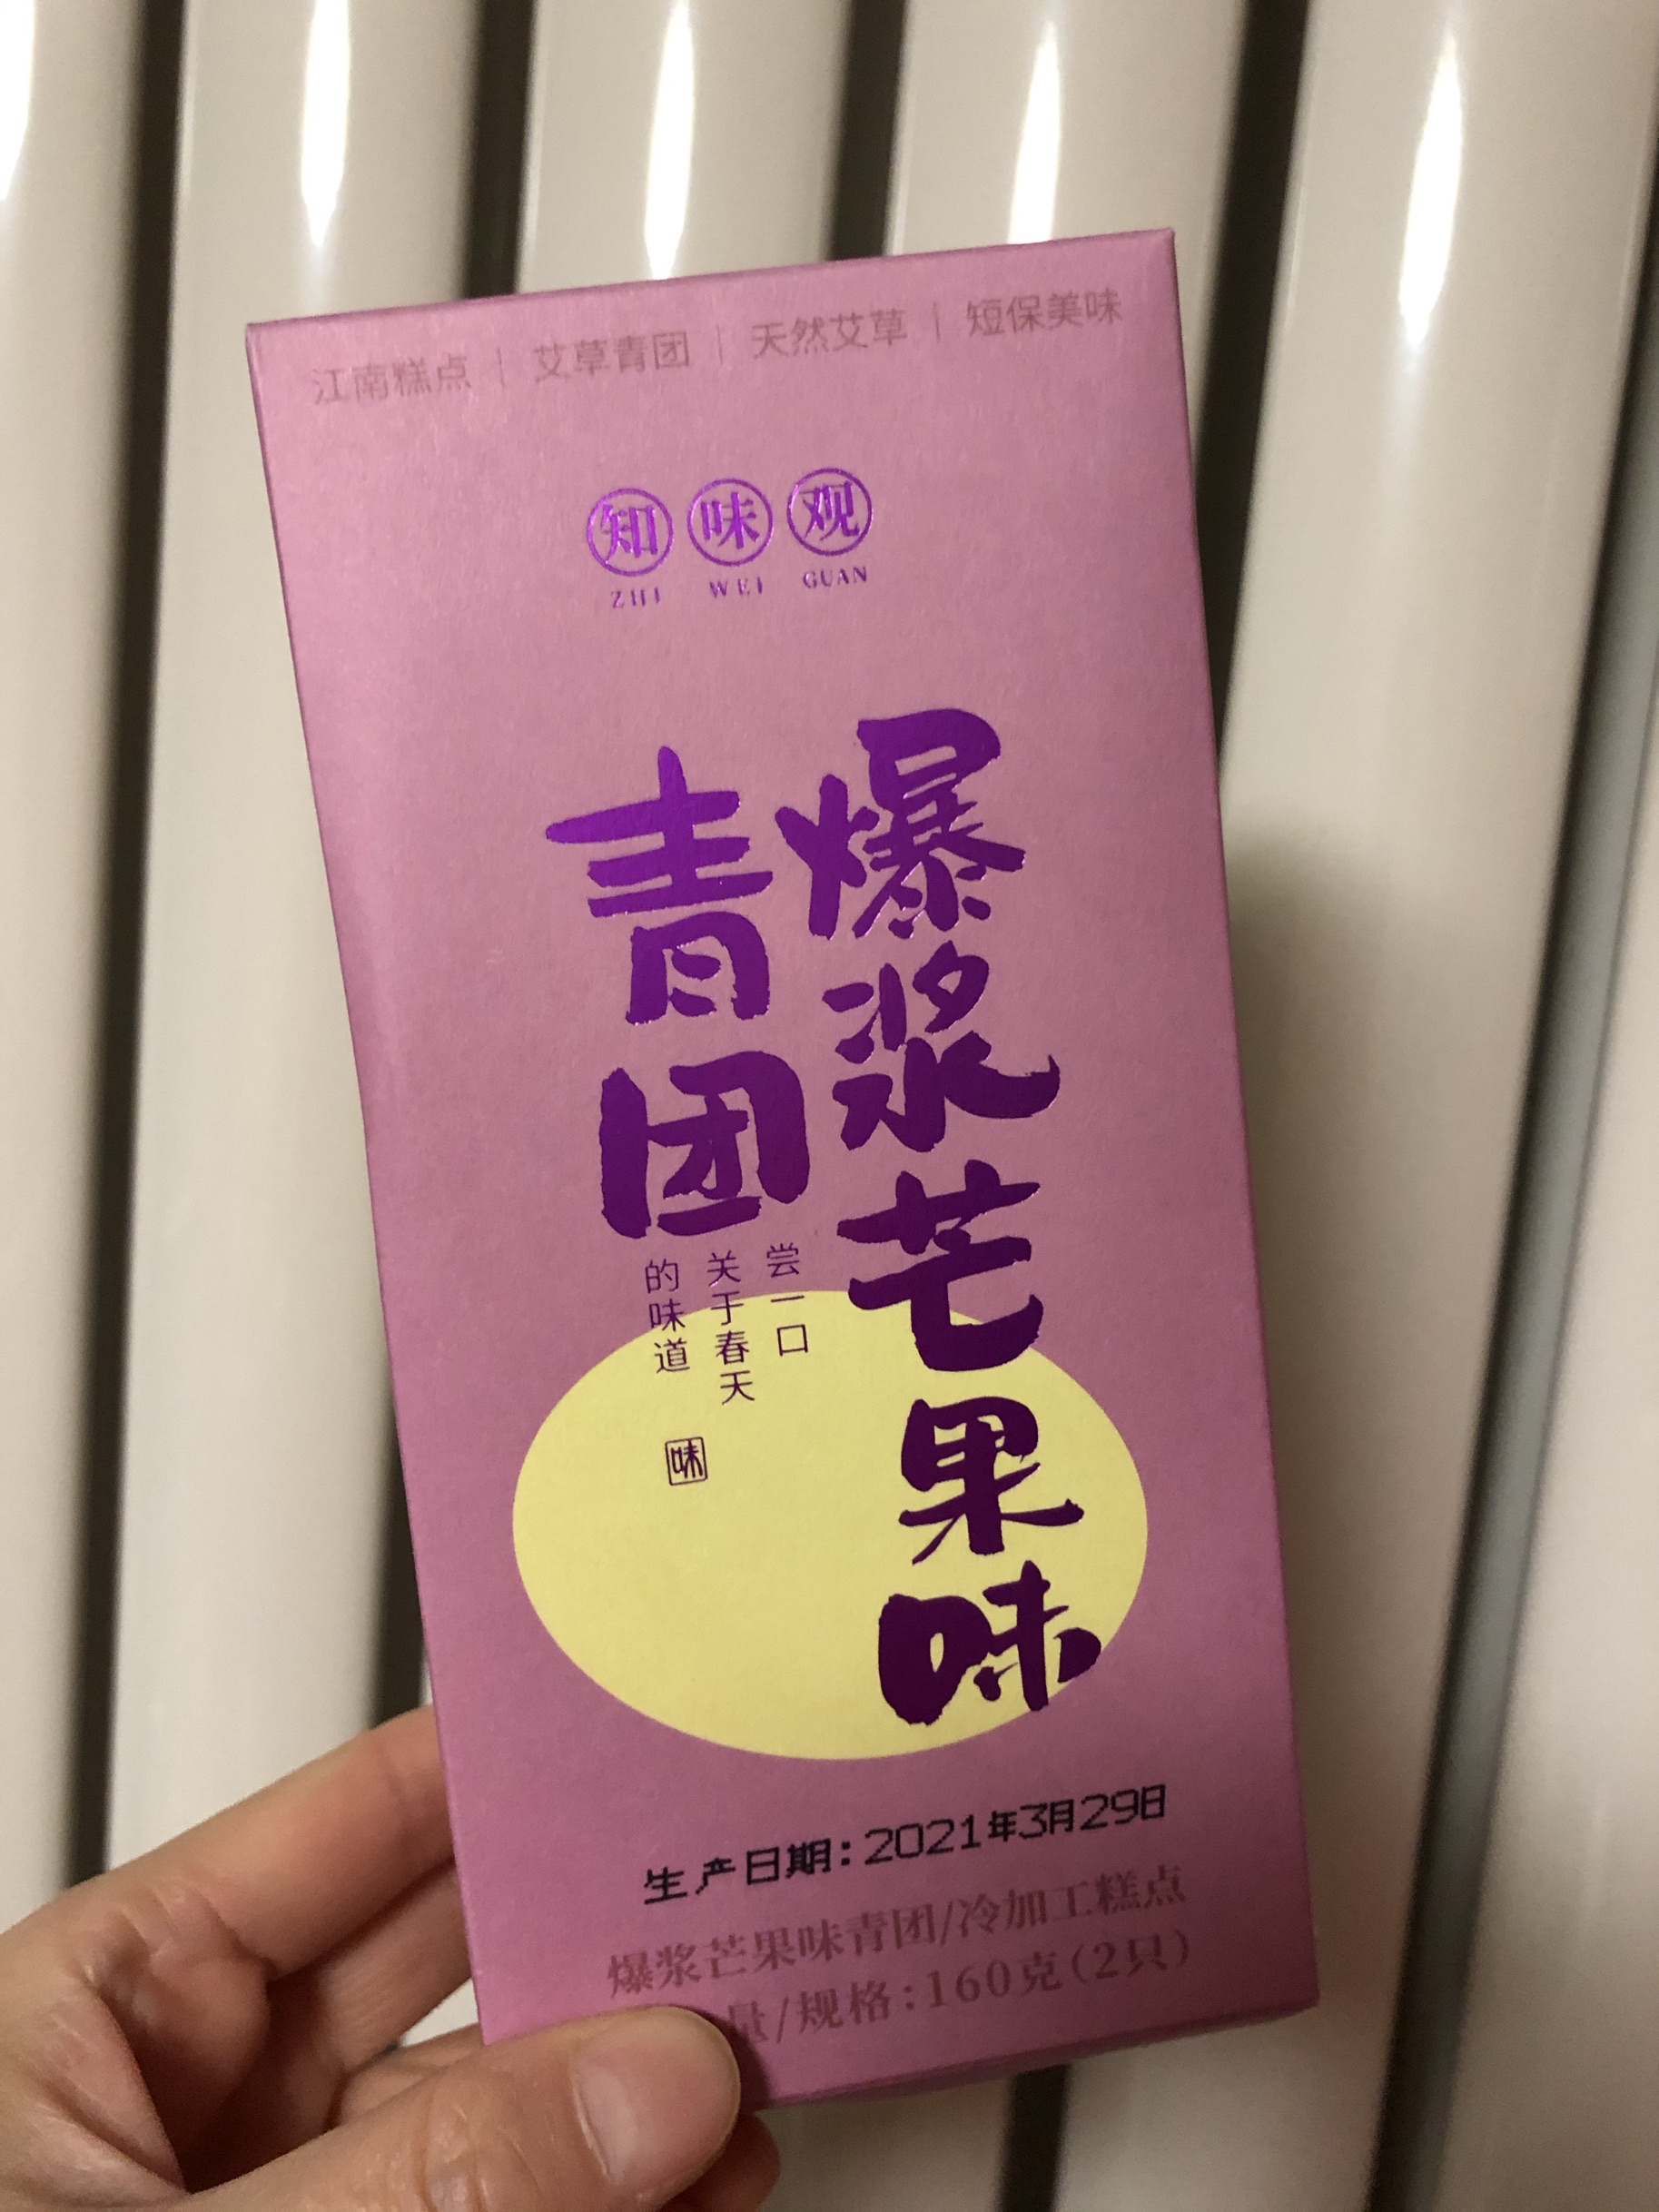 江南糕点 | 艾草青团 | 天然艾草 | 短保美味
知味观
ZHI WEI GUAN
爆浆芒果味
青团
尝一口
关于春天
的味道
味
生产日期:2021年3月29日
爆浆芒果味青团/冷加工糕点
量/规格:160克(2只)